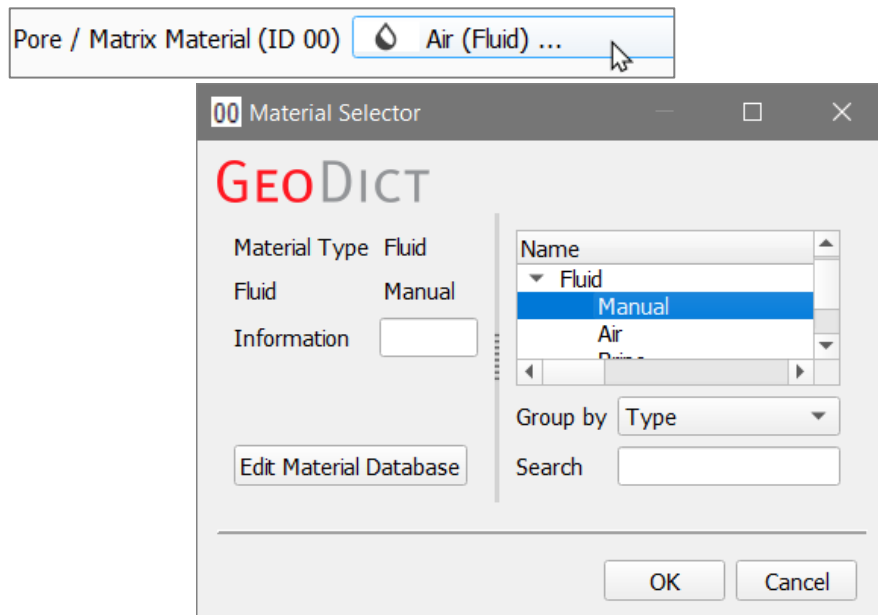 Pore / Matrix Material (ID 00) Air (Fluid) ...
00 Material Selector
GEODICT
Material Type Fluid
Fluid Manual
Information
Edit Material Database
Name
Fluid
Manual
Air
Group by Type
Search
OK Cancel